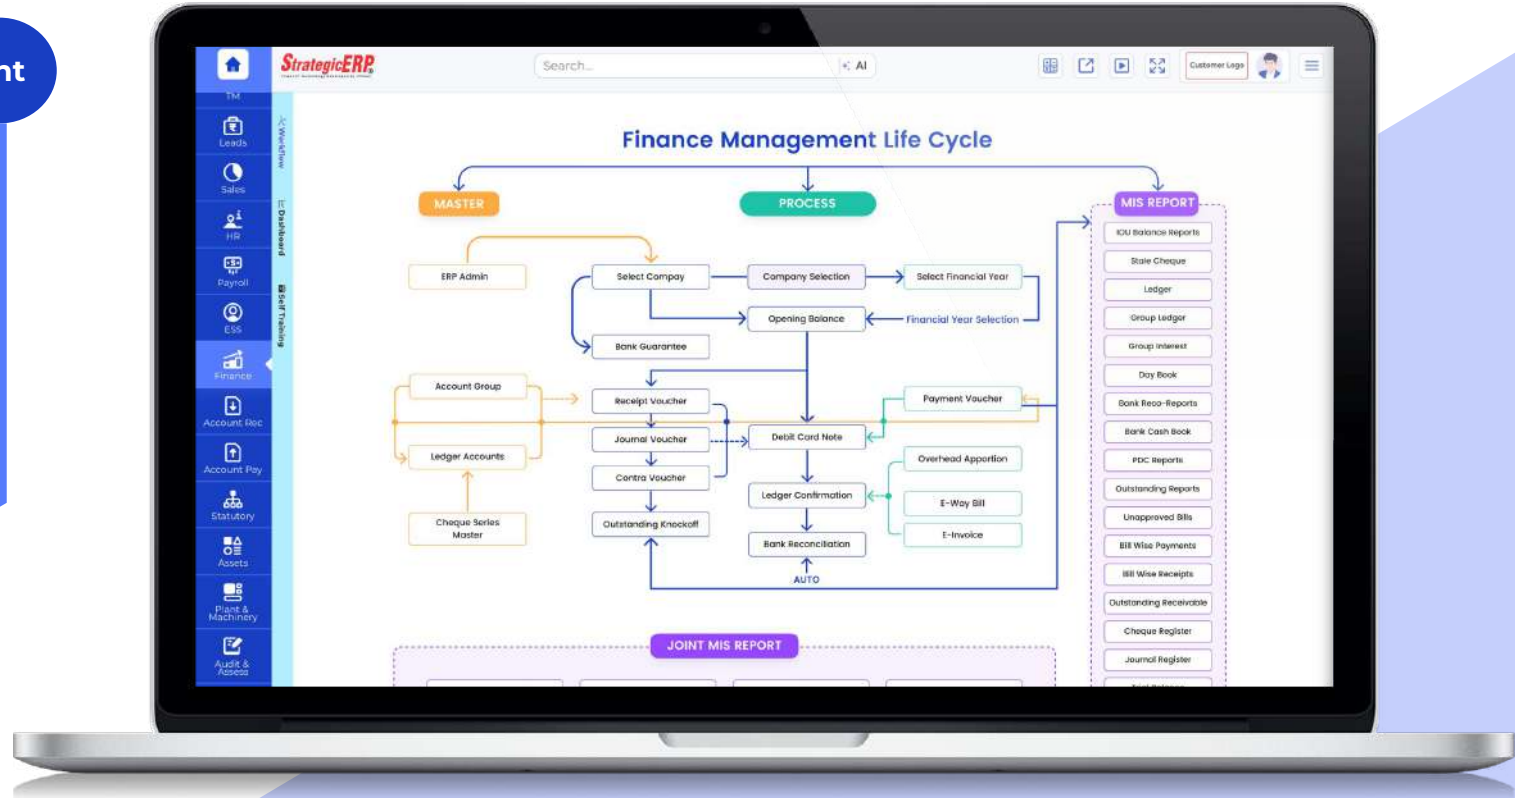 nt
StrategicERP
Search...
AI
Customer Logo
TM
Leads
Sales
HR
Payroll
ESS
Finance
Account Rec
Account Pay
Statutory
Assets
Plant &
Machinery
Audit &
Assess
Workflow
Dashboard
Self Training
Finance Management Life Cycle
MASTER
PROCESS
MIS REPORT
ERP Admin
Select Compay
Company Selection
Select Financial Year
Opening Balance
Financial Year Selection
Bank Guarantee
Account Group
Receipt Voucher
Payment Voucher
Journal Voucher
Debit Card Note
Ledger Accounts
Contra Voucher
Overhead Apportion
Ledger Confirmation
E-Way Bill
Cheque Series
Master
Outstanding Knockoff
E-Invoice
Bank Reconciliation
AUTO
IOU Balance Reports
Stale Cheque
Ledger
Group Ledger
Group Interest
Day Book
Bank Reco-Reports
Bank Cash Book
PDC Reports
Outstanding Reports
Unapproved Bills
Bill Wise Payments
Bill Wise Receipts
Outstanding Receivable
Cheque Register
Journal Register
Trial Balance
JOINT MIS REPORT